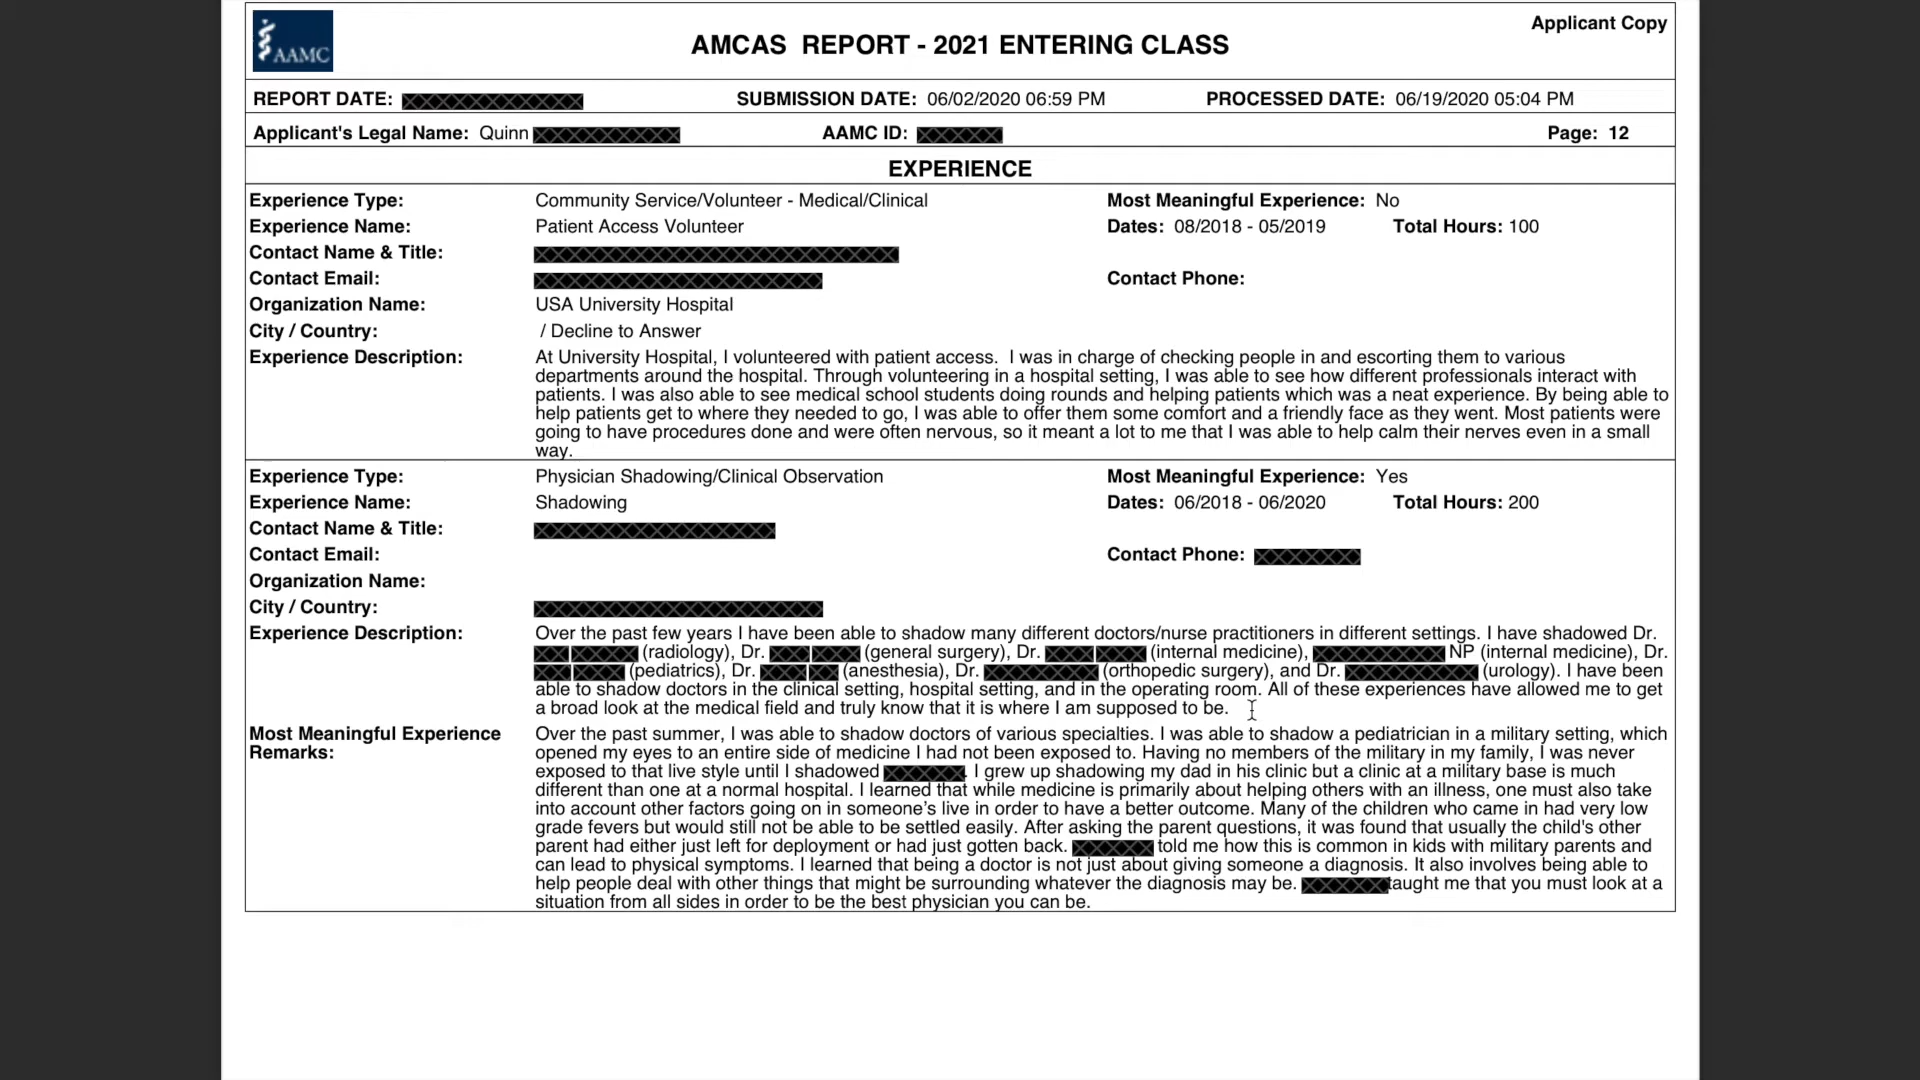 AAMC
Applicant Copy
AMCAS REPORT - 2021 ENTERING CLASS
REPORT DATE: SUBMISSION DATE: 06/02/2020 06:59 PM PROCESSED DATE: 06/19/2020 05:04 PM
Applicant's Legal Name: Quinn AAMC ID: Page: 12
EXPERIENCE
Experience Type: Community Service/Volunteer - Medical/Clinical Most Meaningful Experience: No
Experience Name: Patient Access Volunteer Dates: 08/2018 - 05/2019 Total Hours: 100
Contact Name & Title:
Contact Email: Contact Phone:
Organization Name: USA University Hospital
City / Country: / Decline to Answer
Experience Description: At University Hospital, I volunteered with patient access. I was in charge of checking people in and escorting them to various
departments around the hospital. Through volunteering in a hospital setting, I was able to see how different professionals interact with
patients. I was also able to see medical school students doing rounds and helping patients which was a neat experience. By being able to
help patients get to where they needed to go, I was able to offer them some comfort and a friendly face as they went. Most patients were
going to have procedures done and were often nervous, so it meant a lot to me that I was able to help calm their nerves even in a small
way.
Experience Type: Physician Shadowing/Clinical Observation Most Meaningful Experience: Yes
Experience Name: Shadowing Dates: 06/2018 - 06/2020 Total Hours: 200
Contact Name & Title:
Contact Email: Contact Phone:
Organization Name:
City / Country:
Experience Description: Over the past few years I have been able to shadow many different doctors/nurse practitioners in different settings. I have shadowed Dr.
(radiology), Dr. (general surgery), Dr. (internal medicine), NP (internal medicine), Dr.
(pediatrics), Dr. (anesthesia), Dr. (orthopedic surgery), and Dr. (urology). I have been
able to shadow doctors in the clinical setting, hospital setting, and in the operating room. All of these experiences have allowed me to get
a broad look at the medical field and truly know that it is where I am supposed to be.
Most Meaningful Experience Over the past summer, I was able to shadow doctors of various specialties. I was able to shadow a pediatrician in a military setting, which
Remarks: opened my eyes to an entire side of medicine I had not been exposed to. Having no members of the military in my family, I was never
exposed to that live style until I shadowed . I grew up shadowing my dad in his clinic but a clinic at a military base is much
different than one at a normal hospital. I learned that while medicine is primarily about helping others with an illness, one must also take
into account other factors going on in someone's live in order to have a better outcome. Many of the children who came in had very low
grade fevers but would still not be able to be settled easily. After asking the parent questions, it was found that usually the child's other
parent had either just left for deployment or had just gotten back. told me how this is common in kids with military parents and
can lead to physical symptoms. I learned that being a doctor is not just about giving someone a diagnosis. It also involves being able to
help people deal with other things that might be surrounding whatever the diagnosis may be. taught me that you must look at a
situation from all sides in order to be the best physician you can be.